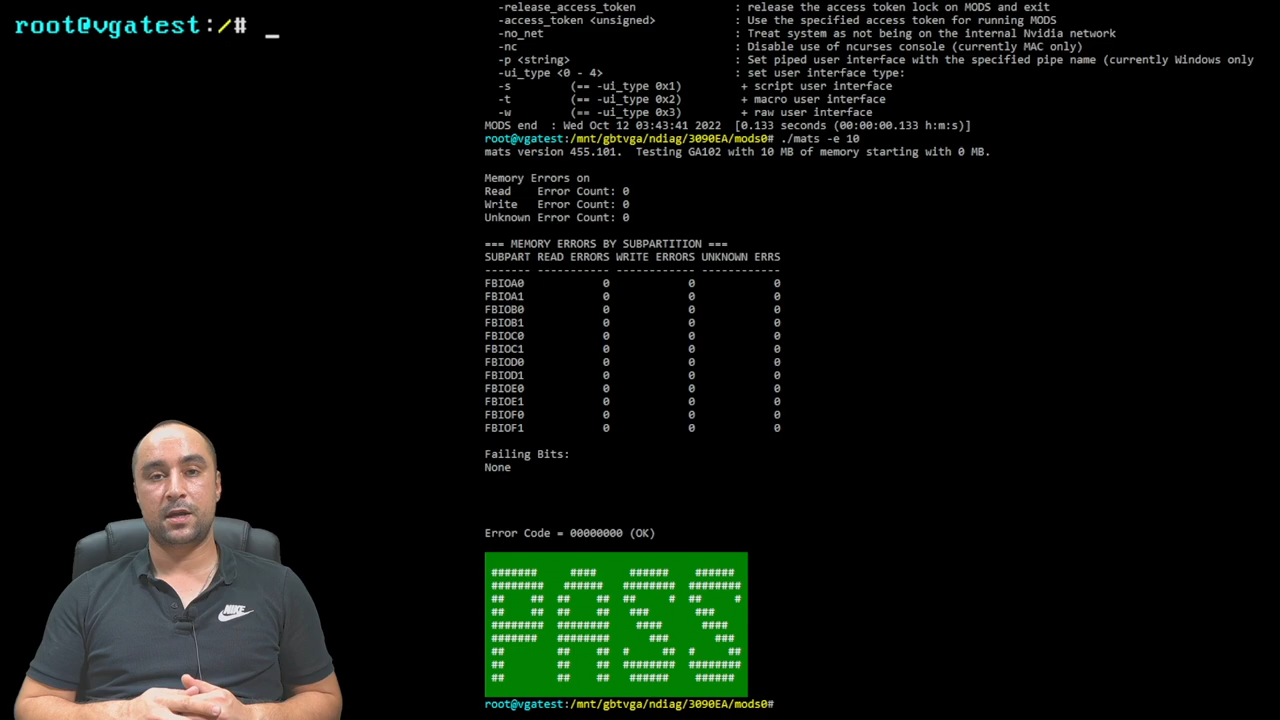 root@vgatest:/# _
-release_access_token : release the access token lock on MODS and exit
-access_token <unsigned> : Use the specified access token for running MODS
-no_net : Treat system as not being on the internal Nvidia network
-nc : Disable use of ncurses console (currently MAC only)
-p <string> : Set piped user interface with the specified pipe name (currently Windows only
-ui_type <0 - 4> : set user interface type:
-s (== -ui_type 0x1) + script user interface
-t (== -ui_type 0x2) + macro user interface
-w (== -ui_type 0x3) + raw user interface
MODS end : Wed Oct 12 03:43:41 2022 [0.133 seconds (00:00:00.133 h:m:s)]
root@vgatest:/mnt/gbtvga/ndiag/3090EA/mods0# ./mats -e 10
mats version 455.101. Testing GA102 with 10 MB of memory starting with 0 MB.
Memory Errors on
Read Error Count: 0
Write Error Count: 0
Unknown Error Count: 0
=== MEMORY ERRORS BY SUBPARTITION ===
SUBPART READ ERRORS WRITE ERRORS UNKNOWN ERRS
------- ----------- ------------ ------------
FBIOA0 0 0 0
FBIOA1 0 0 0
FBIOB0 0 0 0
FBIOB1 0 0 0
FBIOC0 0 0 0
FBIOC1 0 0 0
FBIOD0 0 0 0
FBIOD1 0 0 0
FBIOE0 0 0 0
FBIOE1 0 0 0
FBIOF0 0 0 0
FBIOF1 0 0 0
Failing Bits:
None
Error Code = 00000000 (OK)
PASS
root@vgatest:/mnt/gbtvga/ndiag/3090EA/mods0#
NIKE